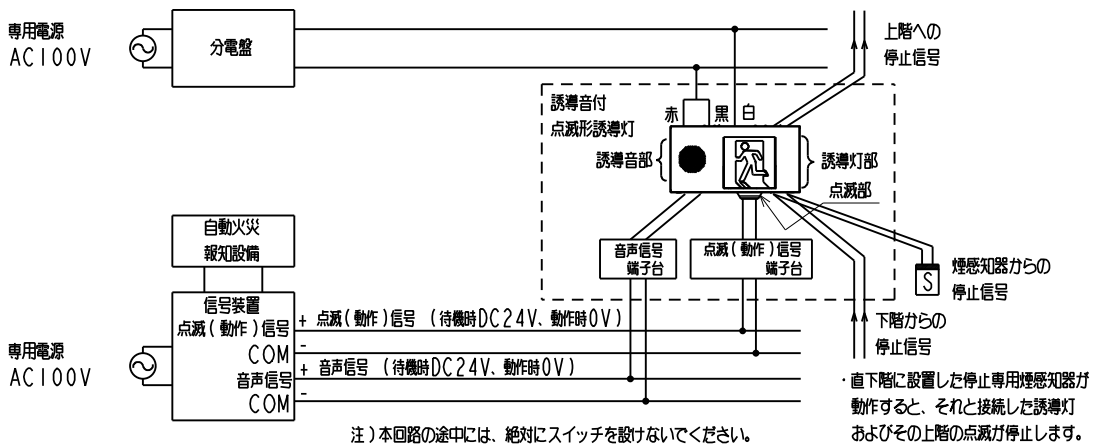 専用電源
AC100V
分電盤
上階への
停止信号
誘導音付
点滅形誘導灯
赤
黒
白
誘導音部
誘導灯部
点滅部
自動火災
報知設備
音声信号
端子台
点滅(動作)信号
端子台
S
煙感知器からの
停止信号
下階からの
停止信号
専用電源
AC100V
信号装置
点滅(動作)信号
COM
音声信号
COM
+ 点滅(動作)信号 (待機時DC24V、動作時0V)
-
+ 音声信号 (待機時DC24V、動作時0V)
-
・直下階に設置した停止専用煙感知器が
動作すると、それと接続した誘導灯
およびその上階の点滅が停止します。
注)本回路の途中には、絶対にスイッチを設けないでください。